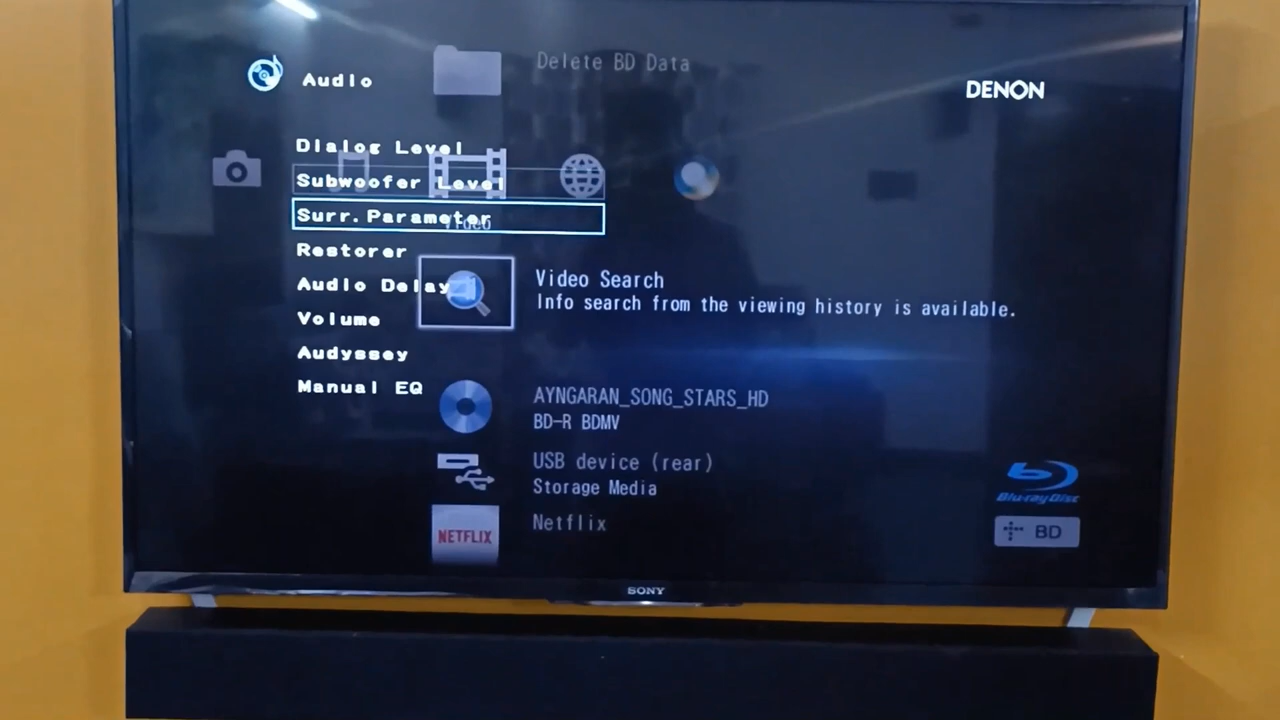 Delete BD Data
Audio
DENON
Dialog Level
Subwoofer Level
Surr.Parameter
Video
Restorer
Audio Delay
Volume
Audyssey
Manual EQ
Video Search
Info search from the viewing history is available.
AYNGARAN_SONG_STARS_HD
BD-R BDMV
USB device (rear)
Storage Media
Netflix
NETFLIX
Blu-ray Disc
BD
SONY